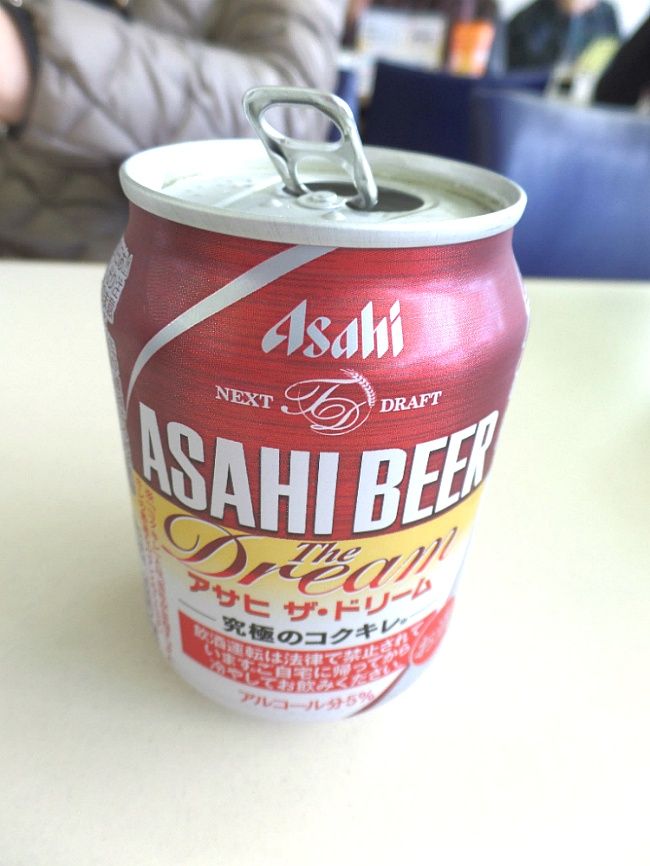 Asahi
NEXT TD DRAFT
ASAHI BEER
The
Dream
アサヒ ザ・ドリーム
究極のコクキレ。
飲酒運転は法律で禁止されて
います。ご自宅に帰ってから
冷やしてお飲みください。
アルコール分5%